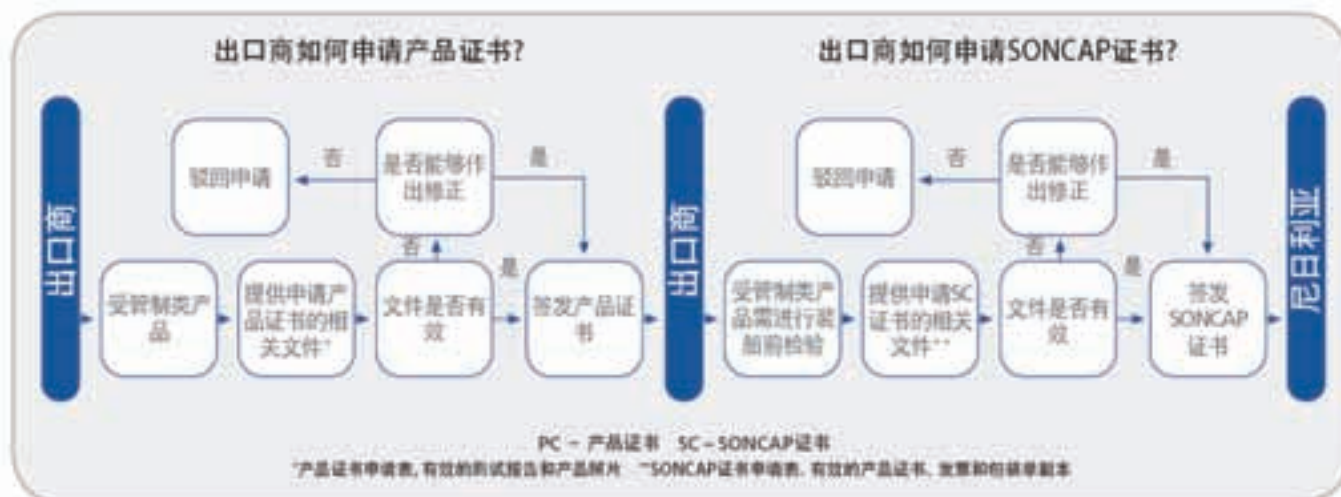 出口商如何申请产品证书?
出口商如何申请SONCAP证书?
出口商
驳回申请
否
是否能够作
出修正
是
否
受管制类产
品
提供申请产
品证书的相
关文件*
文件是否有
效
是
签发产品证
书
出口商
驳回申请
否
是否能够作
出修正
是
否
受管制类产
品需进行装
船前检验
提供申请SC
证书的相关
文件**
文件是否有
效
是
签发
SONCAP
证书
尼日利亚
PC - 产品证书 SC-SONCAP证书
*产品证书申请表, 有效的测试报告和产品照片 **SONCAP证书申请表, 有效的产品证书、发票和包装单副本